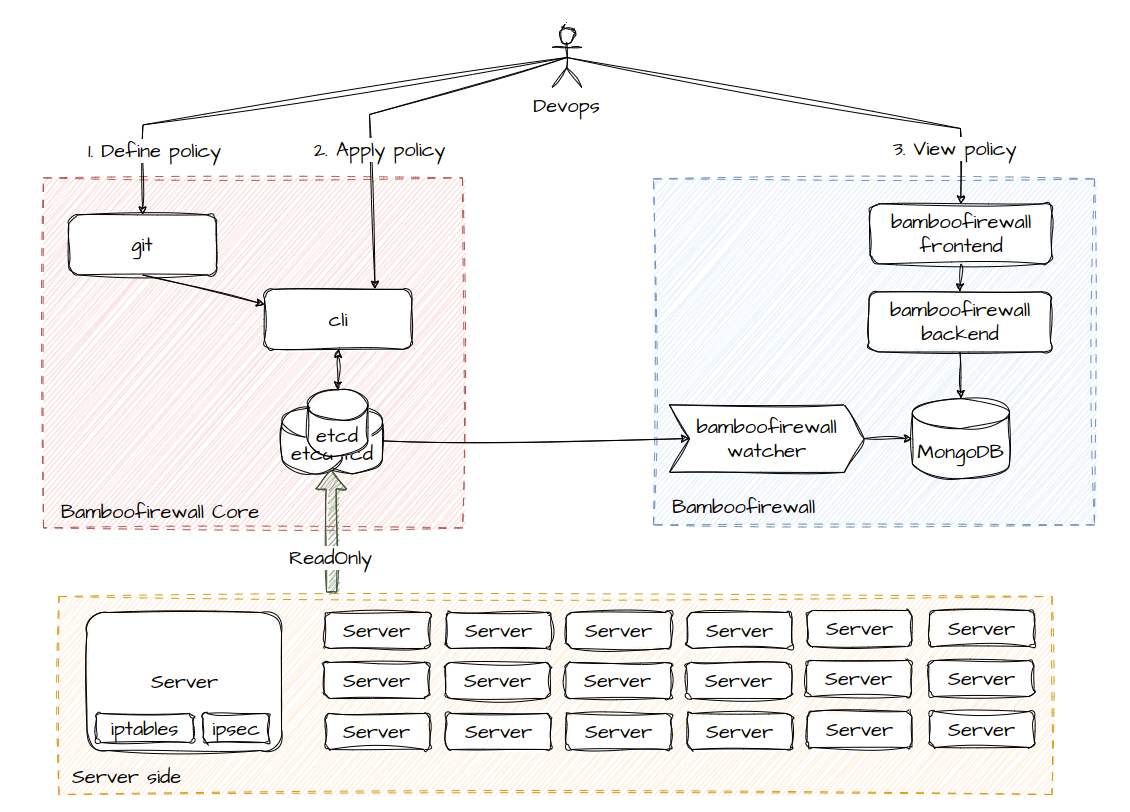 Devops
1. Define policy
2. Apply policy
3. View policy
git
bamboofirewall
frontend
cli
bamboofirewall
backend
etcd
etcd
etcd
bamboofirewall
watcher
MongoDB
Bamboofirewall Core
Bamboofirewall
ReadOnly
Server
iptables
ipsec
Server Server Server Server Server Server
Server Server Server Server Server Server
Server Server Server Server Server Server
Server side